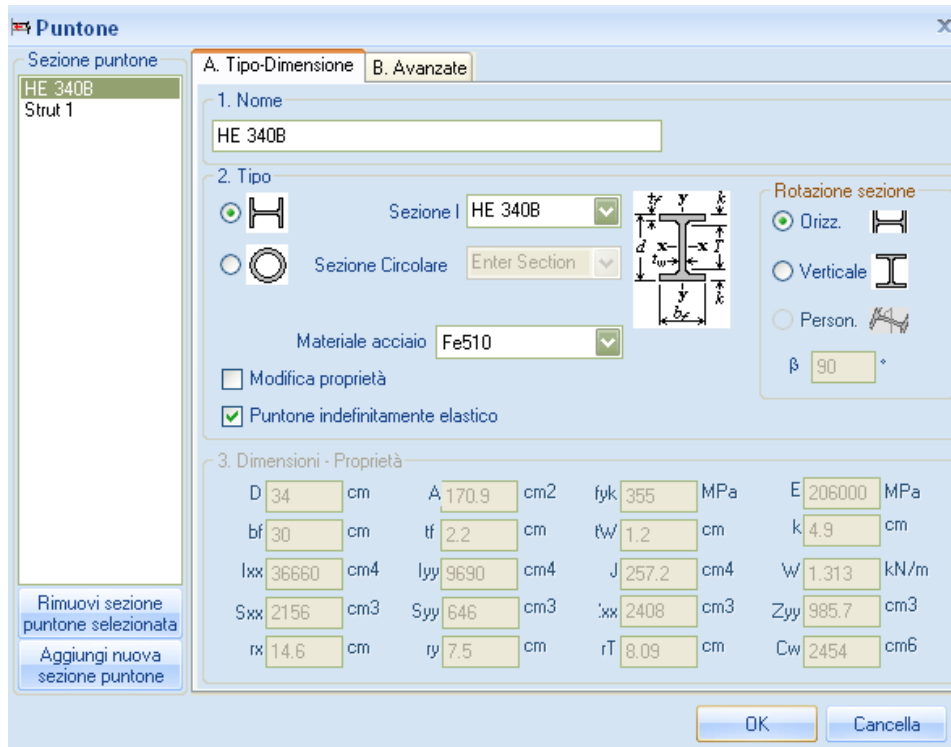 Puntone
x
Sezione puntone
HE 340B
Strut 1
A. Tipo-Dimensione
B. Avanzate
1. Nome
HE 340B
2. Tipo
Sezione I
HE 340B
Sezione Circolare
Enter Section
tf y k
d x x T
tw
y k
bf
Rotazione sezione
Orizz.
Verticale
Person.
β 90 °
Materiale acciaio
Fe510
Modifica proprietà
Puntone indefinitamente elastico
3. Dimensioni - Proprietà
D 34 cm A 170.9 cm2 fyk 355 MPa E 206000 MPa
bf 30 cm tf 2.2 cm tW 1.2 cm k 4.9 cm
Ixx 36660 cm4 Iyy 9690 cm4 J 257.2 cm4 W 1.313 kN/m
Sxx 2156 cm3 Syy 646 cm3 :xx 2408 cm3 Zyy 985.7 cm3
rx 14.6 cm ry 7.5 cm rT 8.09 cm Cw 2454 cm6
Rimuovi sezione
puntone selezionata
Aggiungi nuova
sezione puntone
OK
Cancella